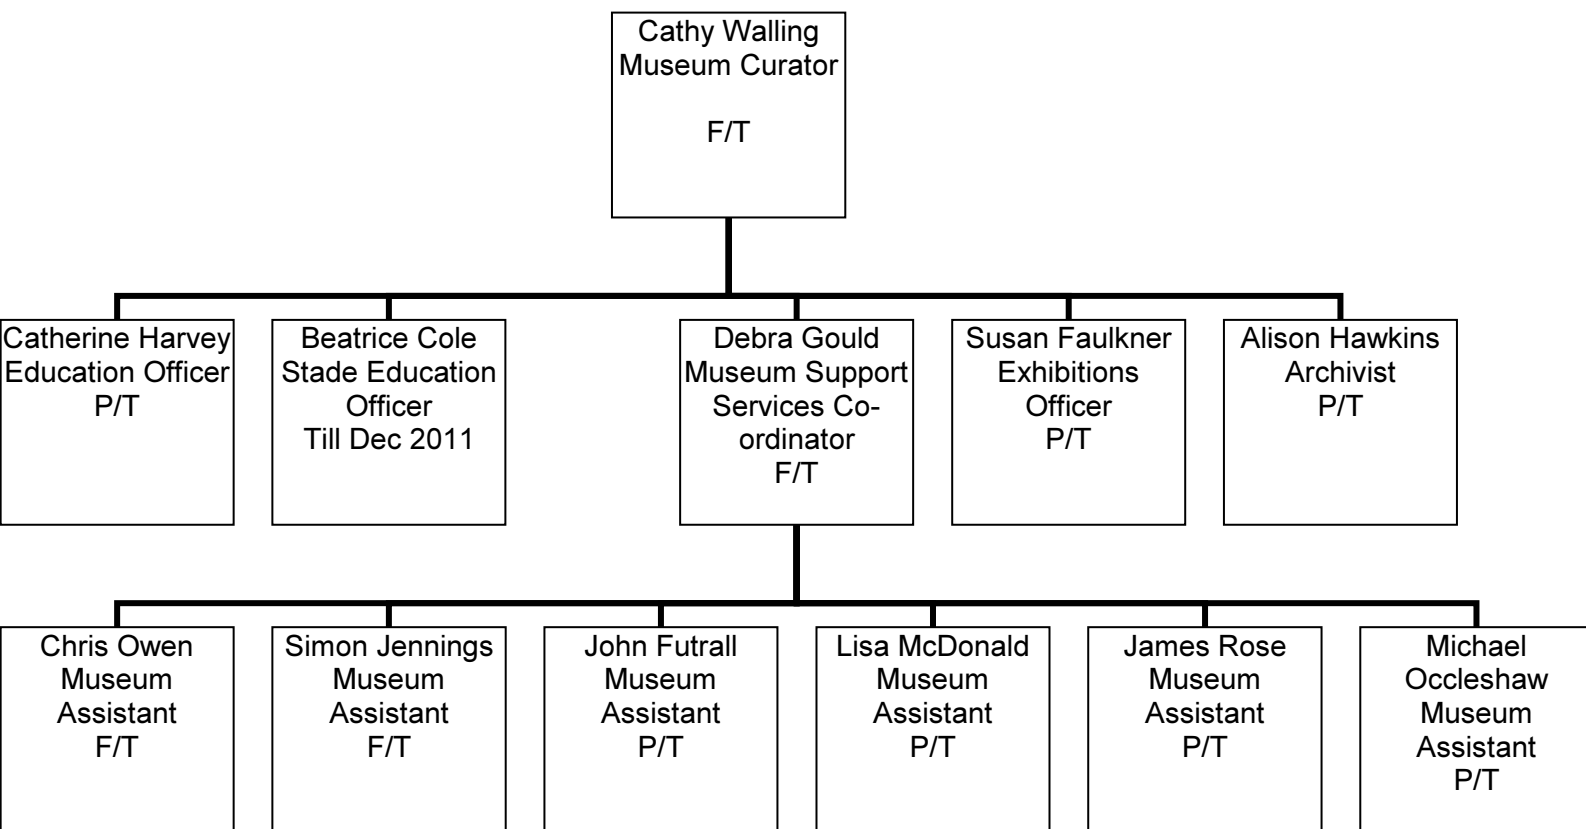 Cathy Walling
Museum Curator
F/T
Catherine Harvey
Education Officer
P/T
Beatrice Cole
Stade Education
Officer
Till Dec 2011
Debra Gould
Museum Support
Services Co-
ordinator
F/T
Susan Faulkner
Exhibitions
Officer
P/T
Alison Hawkins
Archivist
P/T
Chris Owen
Museum
Assistant
F/T
Simon Jennings
Museum
Assistant
F/T
John Futrall
Museum
Assistant
P/T
Lisa McDonald
Museum
Assistant
P/T
James Rose
Museum
Assistant
P/T
Michael
Occleshaw
Museum
Assistant
P/T